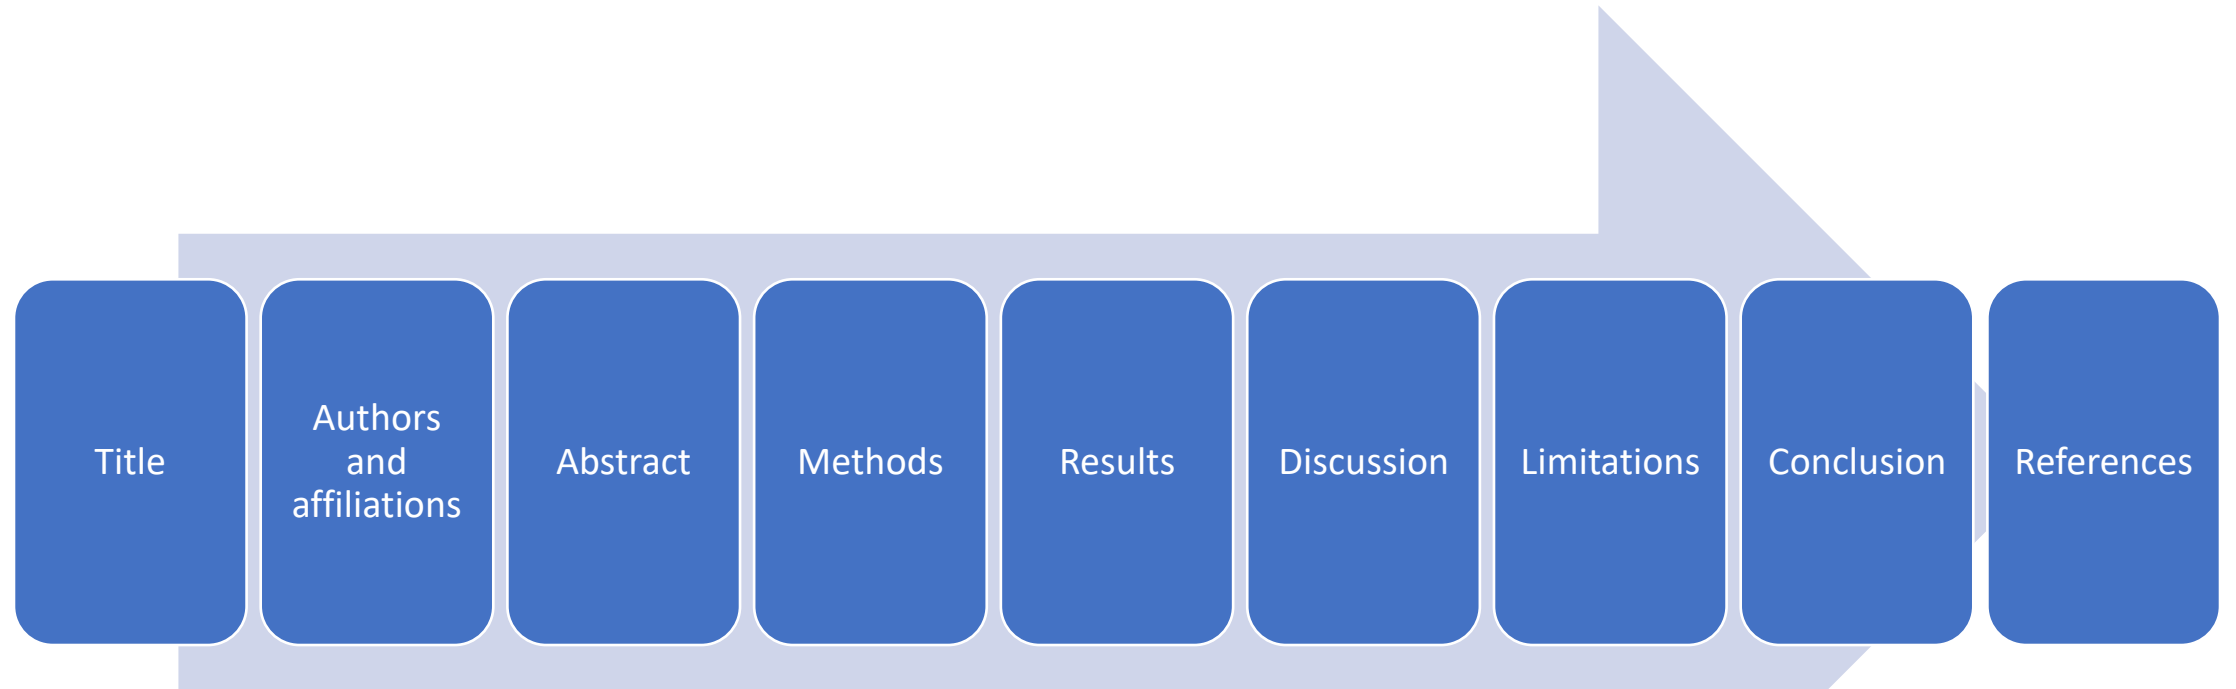 Title
Authors
and
affiliations
Abstract
Methods
Results
Discussion
Limitations
Conclusion
References